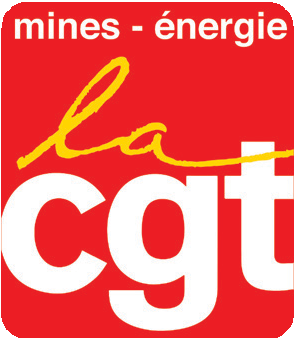 mines - énergie
la
cgt